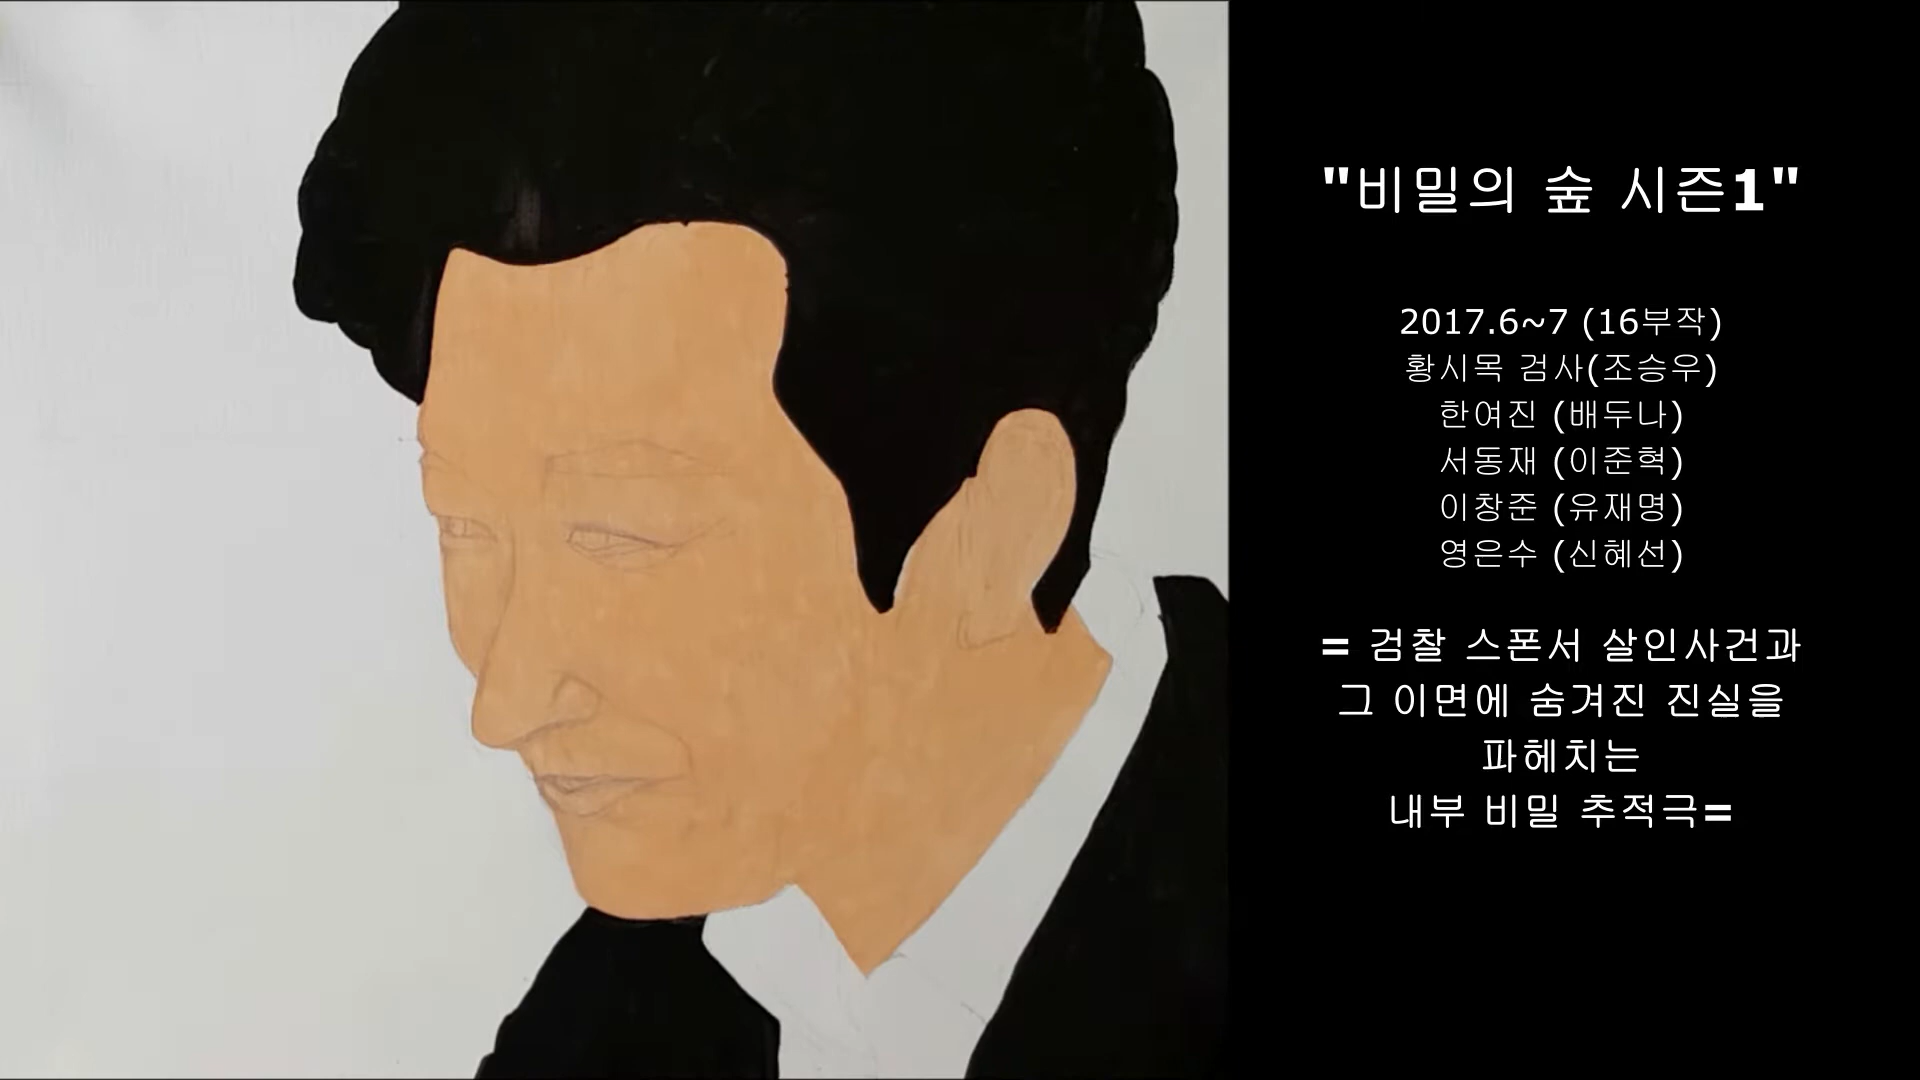 "비밀의 숲 시즌1"
2017.6~7 (16부작)
황시목 검사(조승우)
한여진 (배두나)
서동재 (이준혁)
이창준 (유재명)
영은수 (신혜선)
= 검찰 스폰서 살인사건과
그 이면에 숨겨진 진실을
파헤치는
내부 비밀 추적극=